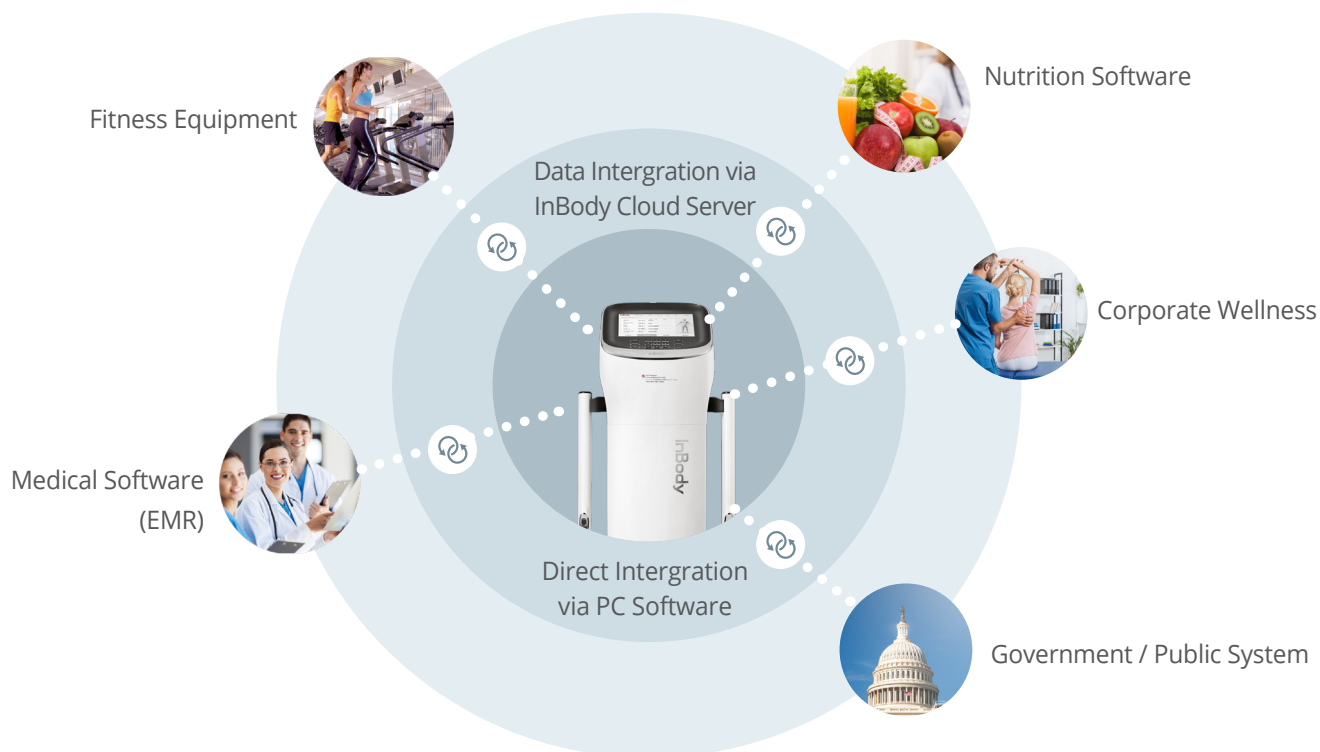 Fitness Equipment
Nutrition Software
Data Intergration via
InBody Cloud Server
Corporate Wellness
InBody
Medical Software
(EMR)
Direct Intergration
via PC Software
Government / Public System